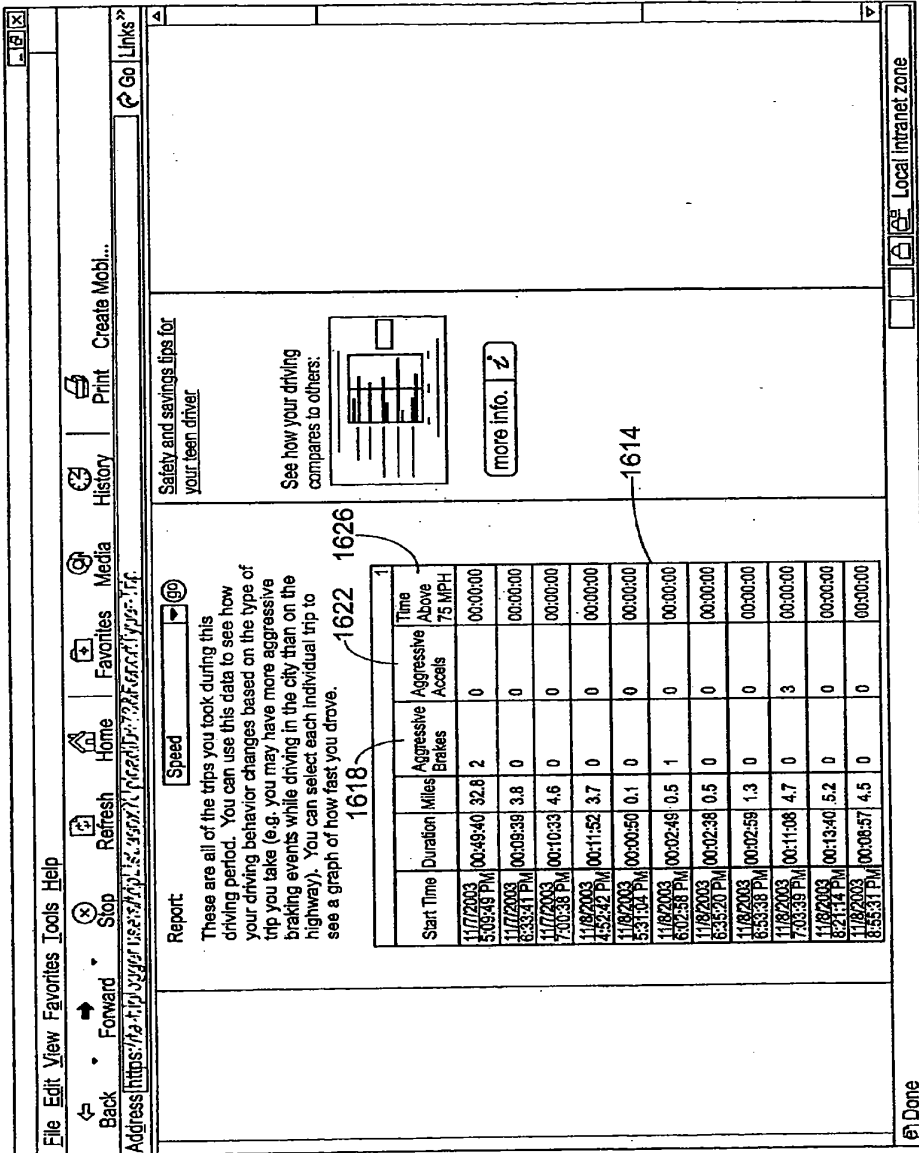 File Edit View Favorites Tools Help
Back Forward Stop Refresh Home Favorites Media History Print Create Mobl...
Address https:/
Go Links»
Report: Speed go
These are all of the trips you took during this
driving period. You can use this data to see how
your driving behavior changes based on the type of
trip you take (e.g. you may have more aggressive
braking events while driving in the city than on the
highway). You can select each individual trip to
see a graph of how fast you drove.
1618 1622 1626
1
Start Time Duration Miles Aggressive Brakes Aggressive Accels Time Above 75 MPH
11/7/2003 5:09:49 PM 00:49:40 32.8 2 0 00:00:00
11/7/2003 6:33:41 PM 00:09:39 3.8 0 0 00:00:00
11/7/2003 7:00:38 PM 00:10:33 4.6 0 0 00:00:00
11/8/2003 4:52:42 PM 00:11:52 3.7 0 0 00:00:00
11/8/2003 5:31:04 PM 00:00:50 0.1 0 0 00:00:00
11/8/2003 6:02:58 PM 00:02:49 0.5 1 0 00:00:00
11/8/2003 6:35:20 PM 00:02:38 0.5 0 0 00:00:00
11/8/2003 6:53:38 PM 00:02:59 1.3 0 0 00:00:00
11/8/2003 7:03:39 PM 00:11:08 4.7 0 3 00:00:00
11/8/2003 8:21:14 PM 00:13:40 5.2 0 0 00:00:00
11/8/2003 8:55:31 PM 00:08:57 4.5 0 0 00:00:00
1614
Safety and savings tips for
your teen driver
See how your driving
compares to others:
more info. i
Done
Local intranet zone